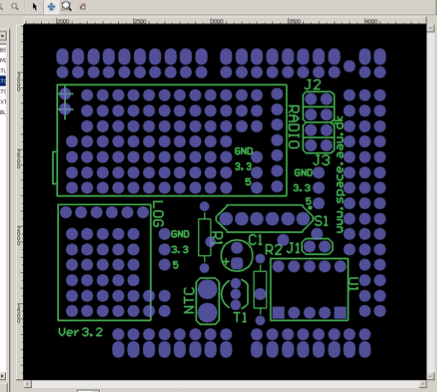 J2
RADIO
GND
3.3
5
J3
GND
3.3
5
www.space.aau.dk
LOG
GND
3.3
5
R1
C1
+
R2
J1
S1
NTC
T1
U1
Ver3.2